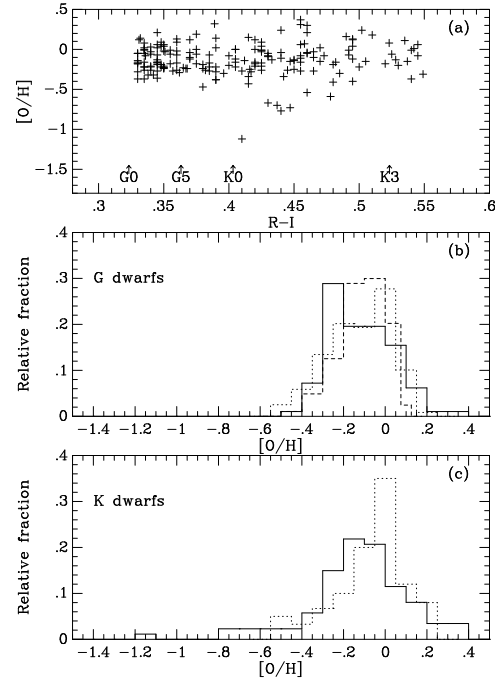 .5
(a)
0
[O/H]
−.5
−1
−1.5
G0 G5 K0 K3
.3 .35 .4 .45 .5 .55 .6
R−I
.4
(b)
G dwarfs
.3
Relative fraction
.2
.1
0
−1.4 −1.2 −1 −.8 −.6 −.4 −.2 0 .2 .4
[O/H]
.4
(c)
K dwarfs
.3
Relative fraction
.2
.1
0
−1.4 −1.2 −1 −.8 −.6 −.4 −.2 0 .2 .4
[O/H]